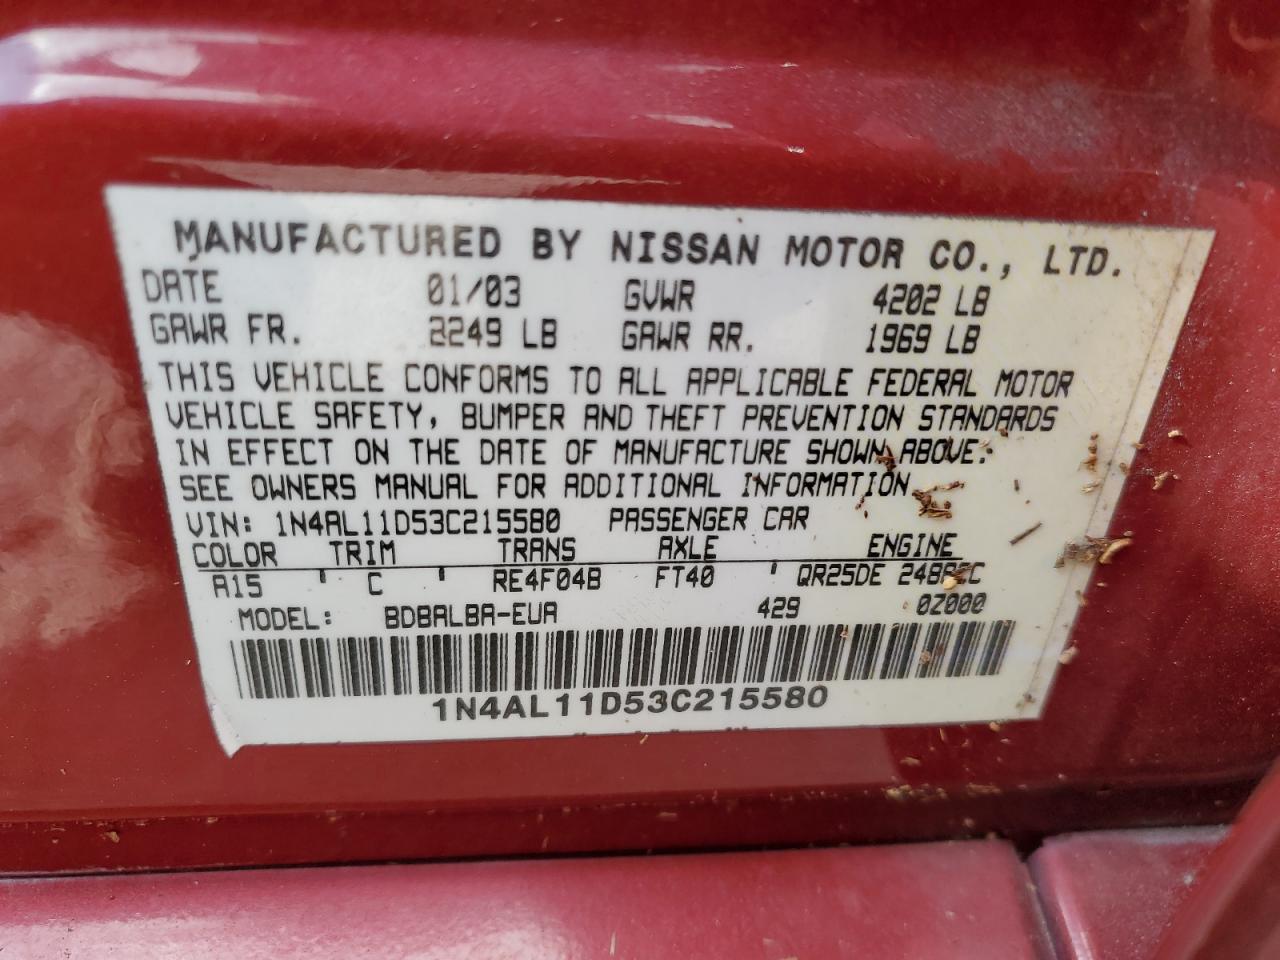 MANUFACTURED BY NISSAN MOTOR CO., LTD.
DATE 01/03 GVWR 4202 LB
GAWR FR. 2249 LB GAWR RR. 1969 LB
THIS VEHICLE CONFORMS TO ALL APPLICABLE FEDERAL MOTOR
VEHICLE SAFETY, BUMPER AND THEFT PREVENTION STANDARDS
IN EFFECT ON THE DATE OF MANUFACTURE SHOWN ABOVE.
SEE OWNERS MANUAL FOR ADDITIONAL INFORMATION
VIN: 1N4AL11D53C215580 PASSENGER CAR
COLOR TRIM TRANS AXLE ENGINE
A15 ' C ' RE4F04B FT40 ' QR25DE
MODEL: BDBALBA-EUA 429 0Z000
1N4AL11D53C215580